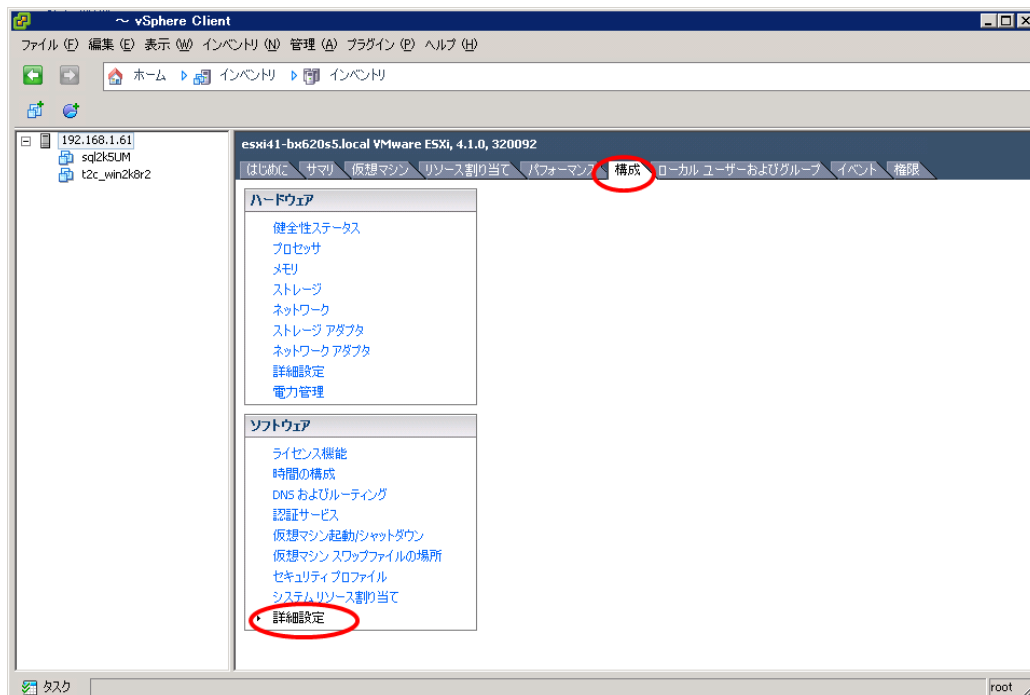 ～ vSphere Client
ファイル (F) 編集 (E) 表示 (W) インベントリ (N) 管理 (A) プラグイン (P) ヘルプ (H)
ホーム インベントリ インベントリ
192.168.1.61
sql2k5UM
t2c_win2k8r2
esxi41-bx620s5.local VMware ESXi, 4.1.0, 320092
はじめに サマリ 仮想マシン リソース割り当て パフォーマンス 構成 ローカル ユーザーおよびグループ イベント 権限
ハードウェア
健全性ステータス
プロセッサ
メモリ
ストレージ
ネットワーク
ストレージ アダプタ
ネットワーク アダプタ
詳細設定
電力管理
ソフトウェア
ライセンス機能
時間の構成
DNS およびルーティング
認証サービス
仮想マシン起動/シャットダウン
仮想マシン スワップファイルの場所
セキュリティ プロファイル
システム リソース割り当て
詳細設定
タスク
root